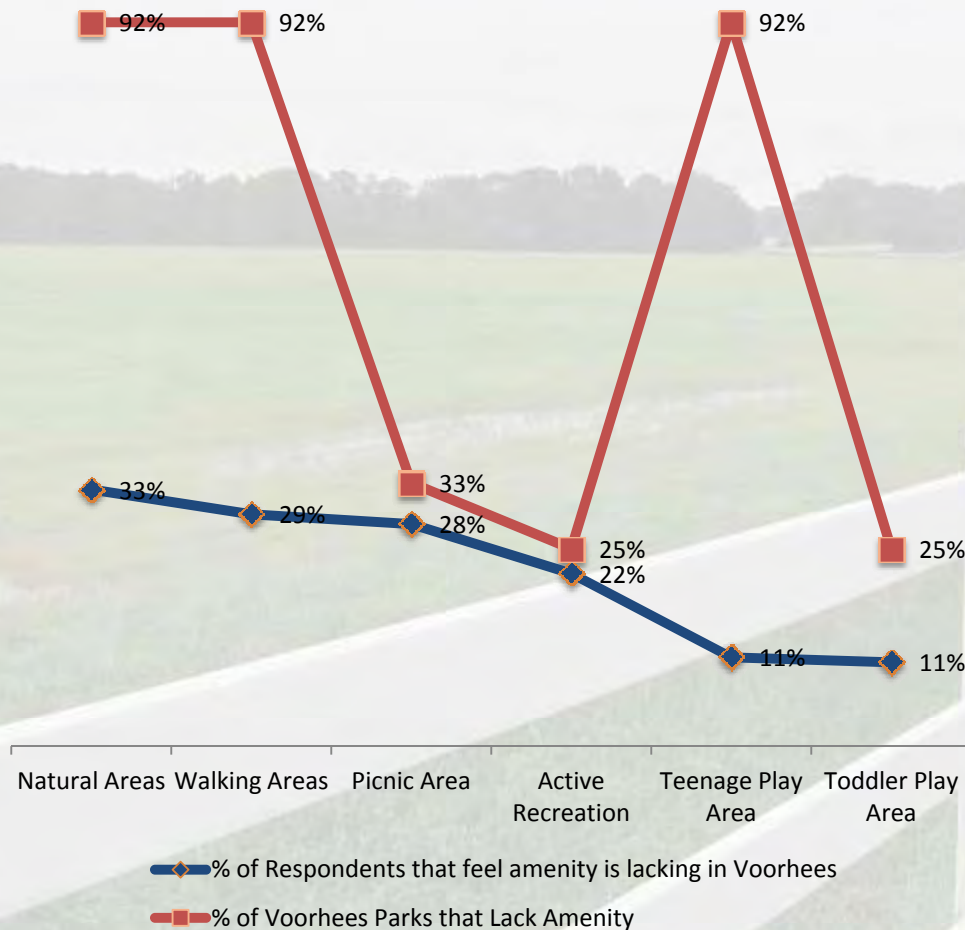 92%
92%
92%
33%
33%
29%
28%
25%
25%
22%
11%
11%
Natural Areas
Walking Areas
Picnic Area
Active
Recreation
Teenage Play
Area
Toddler Play
Area
% of Respondents that feel amenity is lacking in Voorhees
% of Voorhees Parks that Lack Amenity